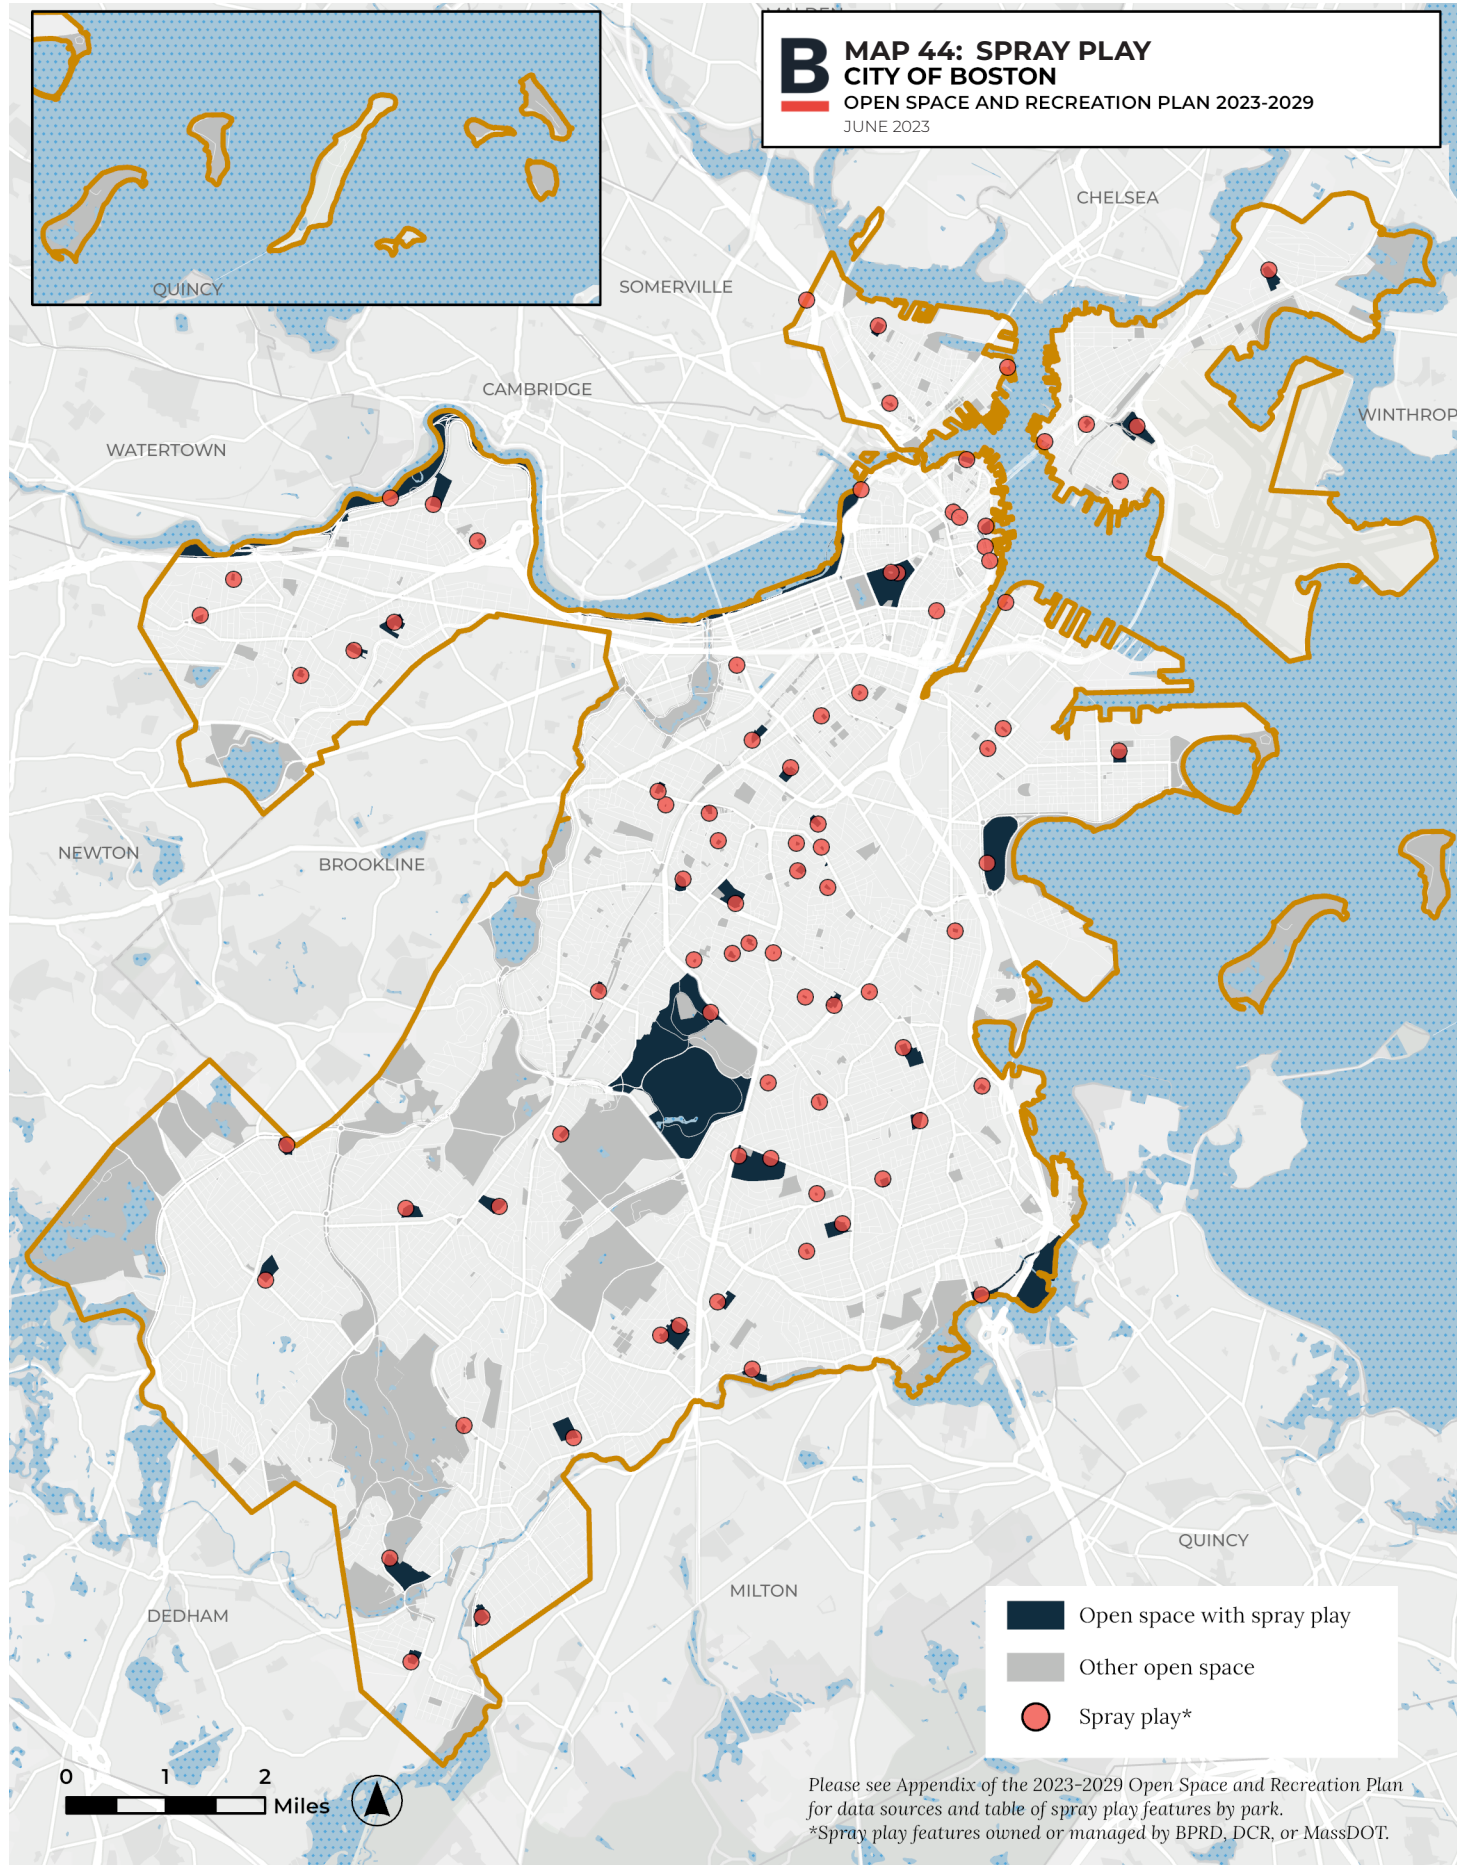 MALDEN
B
MAP 44: SPRAY PLAY
CITY OF BOSTON
OPEN SPACE AND RECREATION PLAN 2023-2029
JUNE 2023
CHELSEA
QUINCY
SOMERVILLE
CAMBRIDGE
WINTHROP
WATERTOWN
NEWTON
BROOKLINE
QUINCY
MILTON
DEDHAM
Open space with spray play
Other open space
Spray play*
0 1 2
Miles
Please see Appendix of the 2023-2029 Open Space and Recreation Plan
for data sources and table of spray play features by park.
*Spray play features owned or managed by BPRD, DCR, or MassDOT.